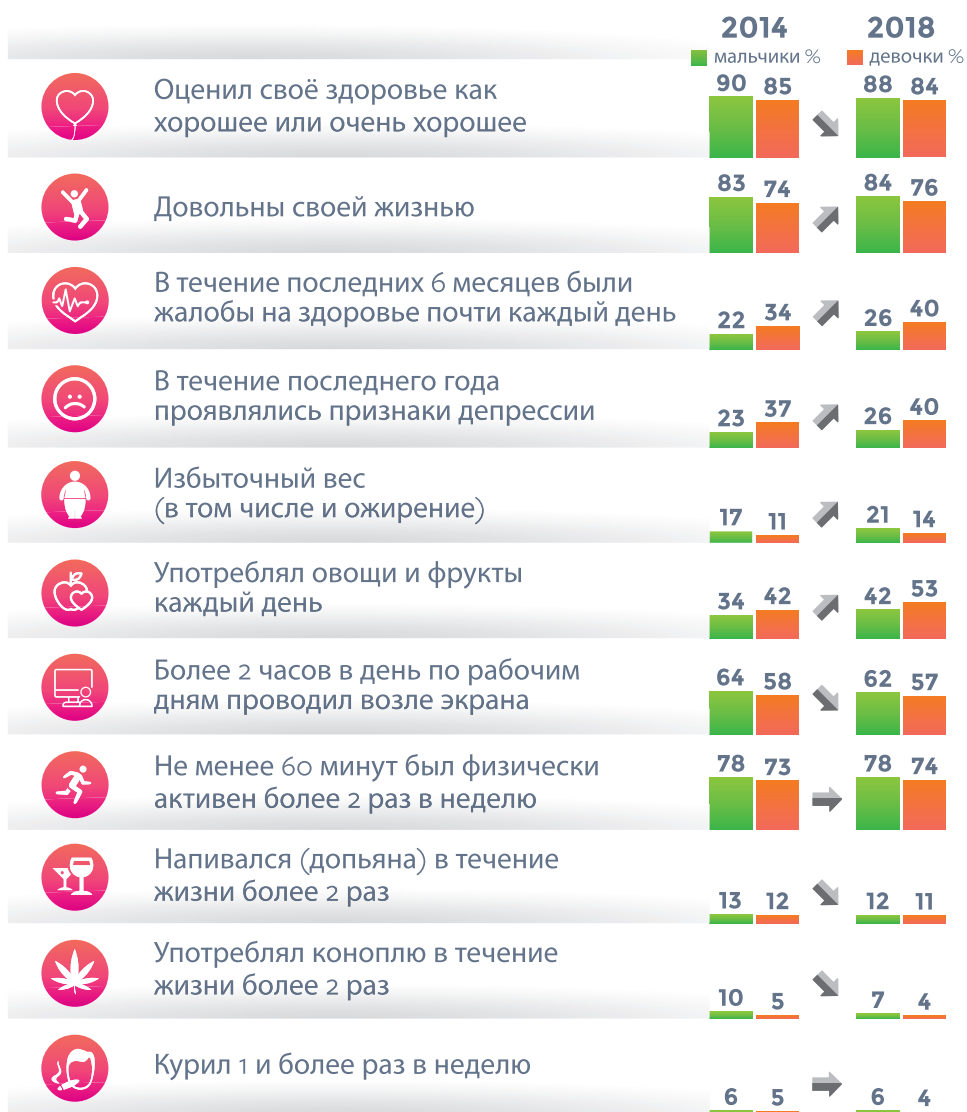 2014 2018
мальчики % девочки %
Оценил своё здоровье как
хорошее или очень хорошее
90 85 88 84
Довольны своей жизнью
83 74 84 76
В течение последних 6 месяцев были
жалобы на здоровье почти каждый день
22 34 26 40
В течение последнего года
проявлялись признаки депрессии
23 37 26 40
Избыточный вес
(в том числе и ожирение)
17 11 21 14
Употреблял овощи и фрукты
каждый день
34 42 42 53
Более 2 часов в день по рабочим
дням проводил возле экрана
64 58 62 57
Не менее 60 минут был физически
активен более 2 раз в неделю
78 73 78 74
Напивался (допьяна) в течение
жизни более 2 раз
13 12 12 11
Употреблял коноплю в течение
жизни более 2 раз
10 5 7 4
Курил 1 и более раз в неделю
6 5 6 4